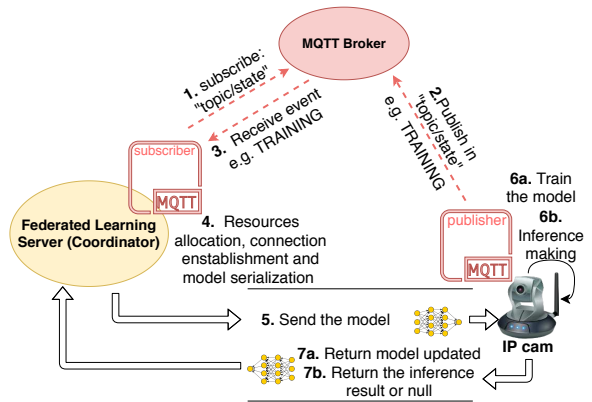 MQTT Broker
1. subscribe:
"topic/state"
3. Receive event
e.g. TRAINING
2.Publish in
"topic/state"
e.g. TRAINING
subscriber
MQTT
Federated Learning
Server (Coordinator)
4. Resources
allocation, connection
enstablishment and
model serialization
publisher
MQTT
6a. Train
the model
6b.
Inference
making
5. Send the model
IP cam
7a. Return model updated
7b. Return the inference
result or null